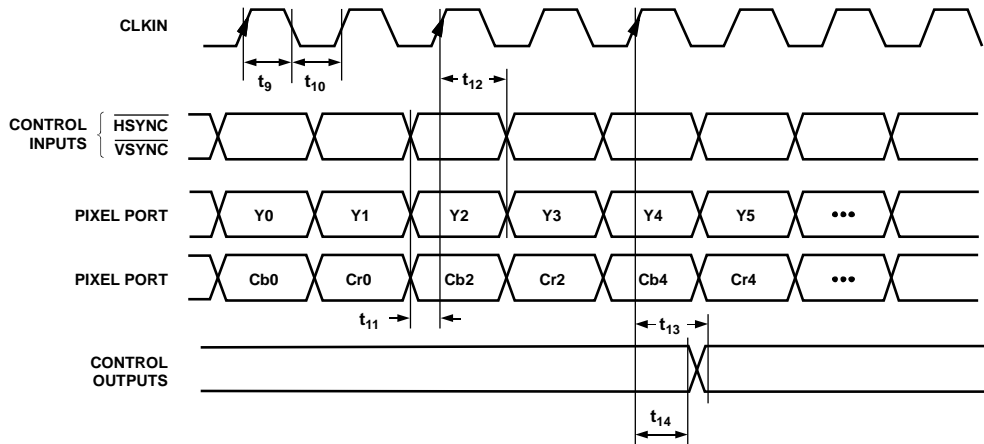 CLKIN
t9 t10 t12
CONTROL INPUTS HSYNC VSYNC
PIXEL PORT Y0 Y1 Y2 Y3 Y4 Y5 •••
PIXEL PORT Cb0 Cr0 Cb2 Cr2 Cb4 Cr4 •••
t11 t13
CONTROL OUTPUTS
t14